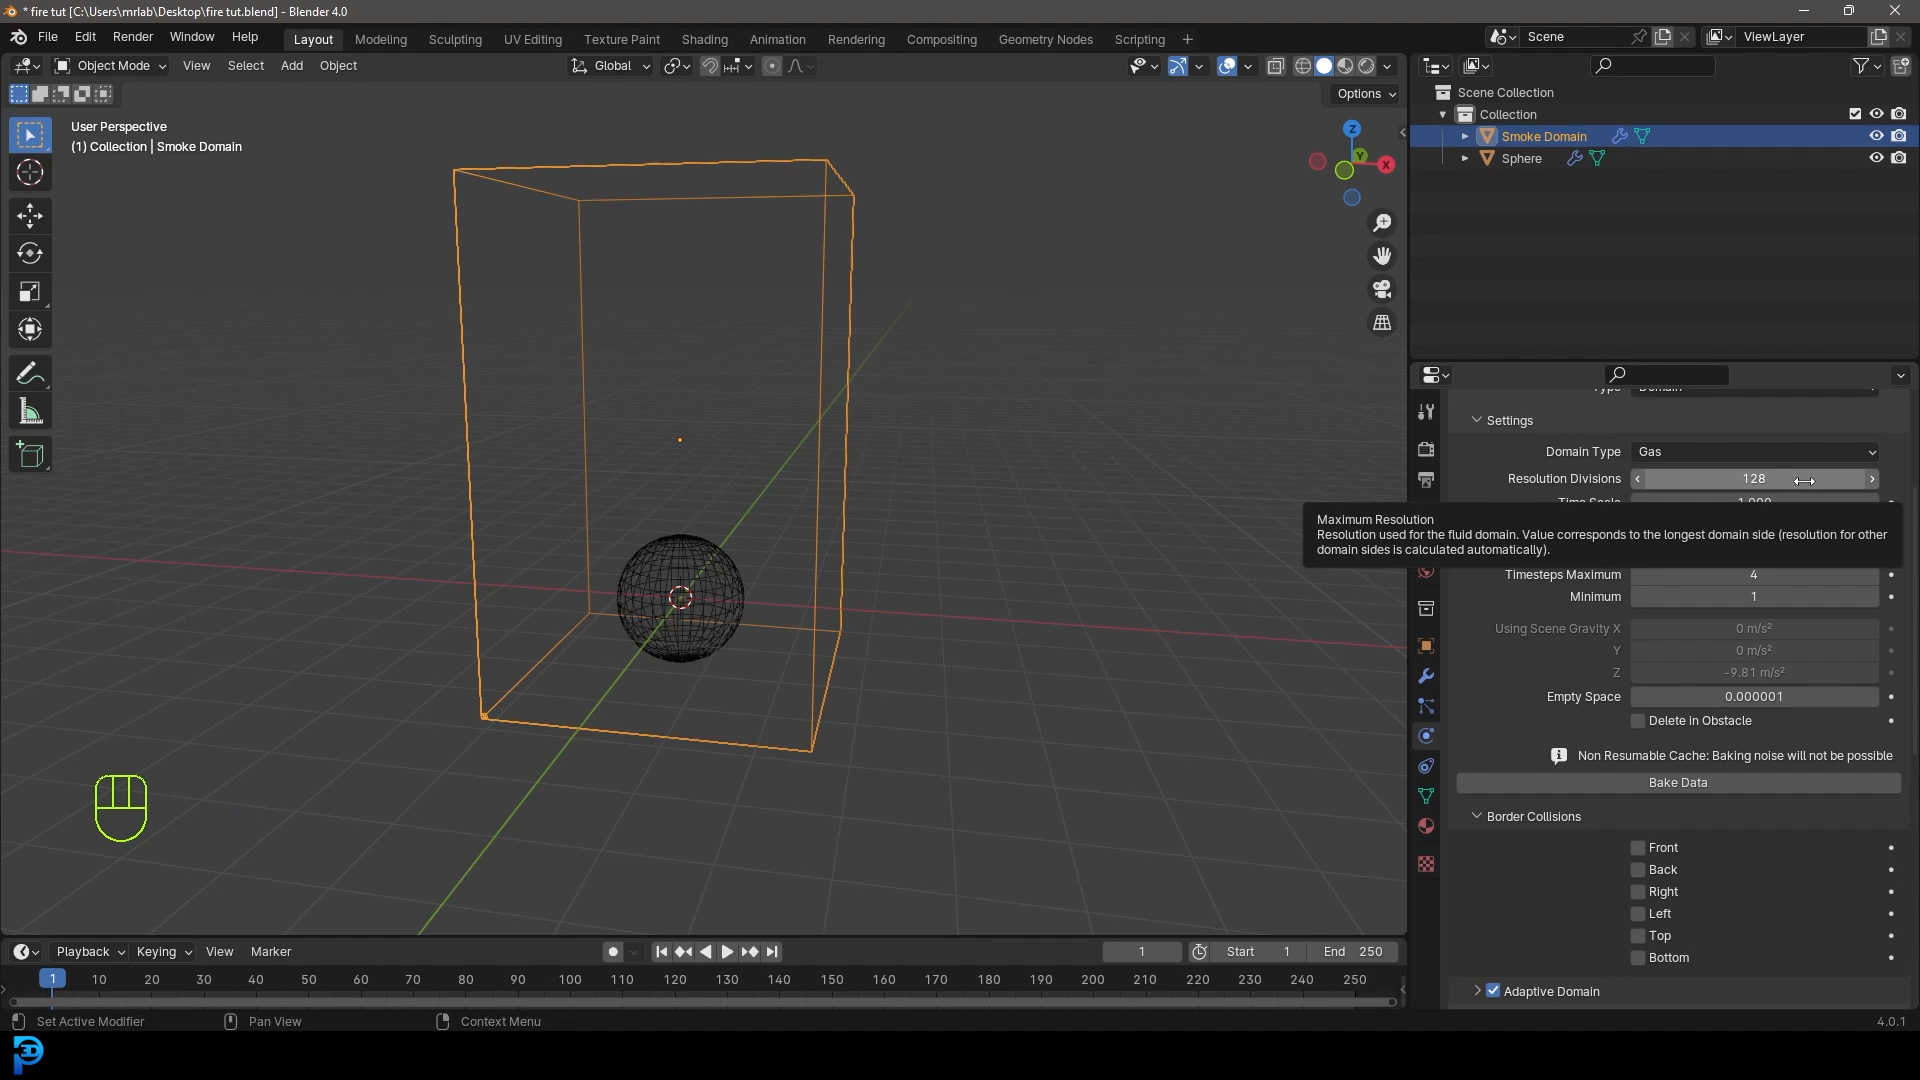 * fire tut [C:\Users\mrlab\Desktop\fire tut.blend] - Blender 4.0
File Edit Render Window Help Layout Modeling Sculpting UV Editing Texture Paint Shading Animation Rendering Compositing Geometry Nodes Scripting + Scene ViewLayer
Object Mode View Select Add Object Global
Options
User Perspective
(1) Collection | Smoke Domain
Z
Y
X
Scene Collection
Collection
Smoke Domain
Sphere
Settings
Domain Type Gas
Resolution Divisions 128
Maximum Resolution
Resolution used for the fluid domain. Value corresponds to the longest domain side (resolution for other
domain sides is calculated automatically).
Timesteps Maximum 4
Minimum 1
Using Scene Gravity X 0 m/s²
Y 0 m/s²
Z -9.81 m/s²
Empty Space 0.000001
Delete in Obstacle
Non Resumable Cache: Baking noise will not be possible
Bake Data
Border Collisions
Front
Back
Right
Left
Top
Bottom
Adaptive Domain
Playback Keying View Marker 1 Start 1 End 250
1 10 20 30 40 50 60 70 80 90 100 110 120 130 140 150 160 170 180 190 200 210 220 230 240 250
Set Active Modifier Pan View Context Menu 4.0.1